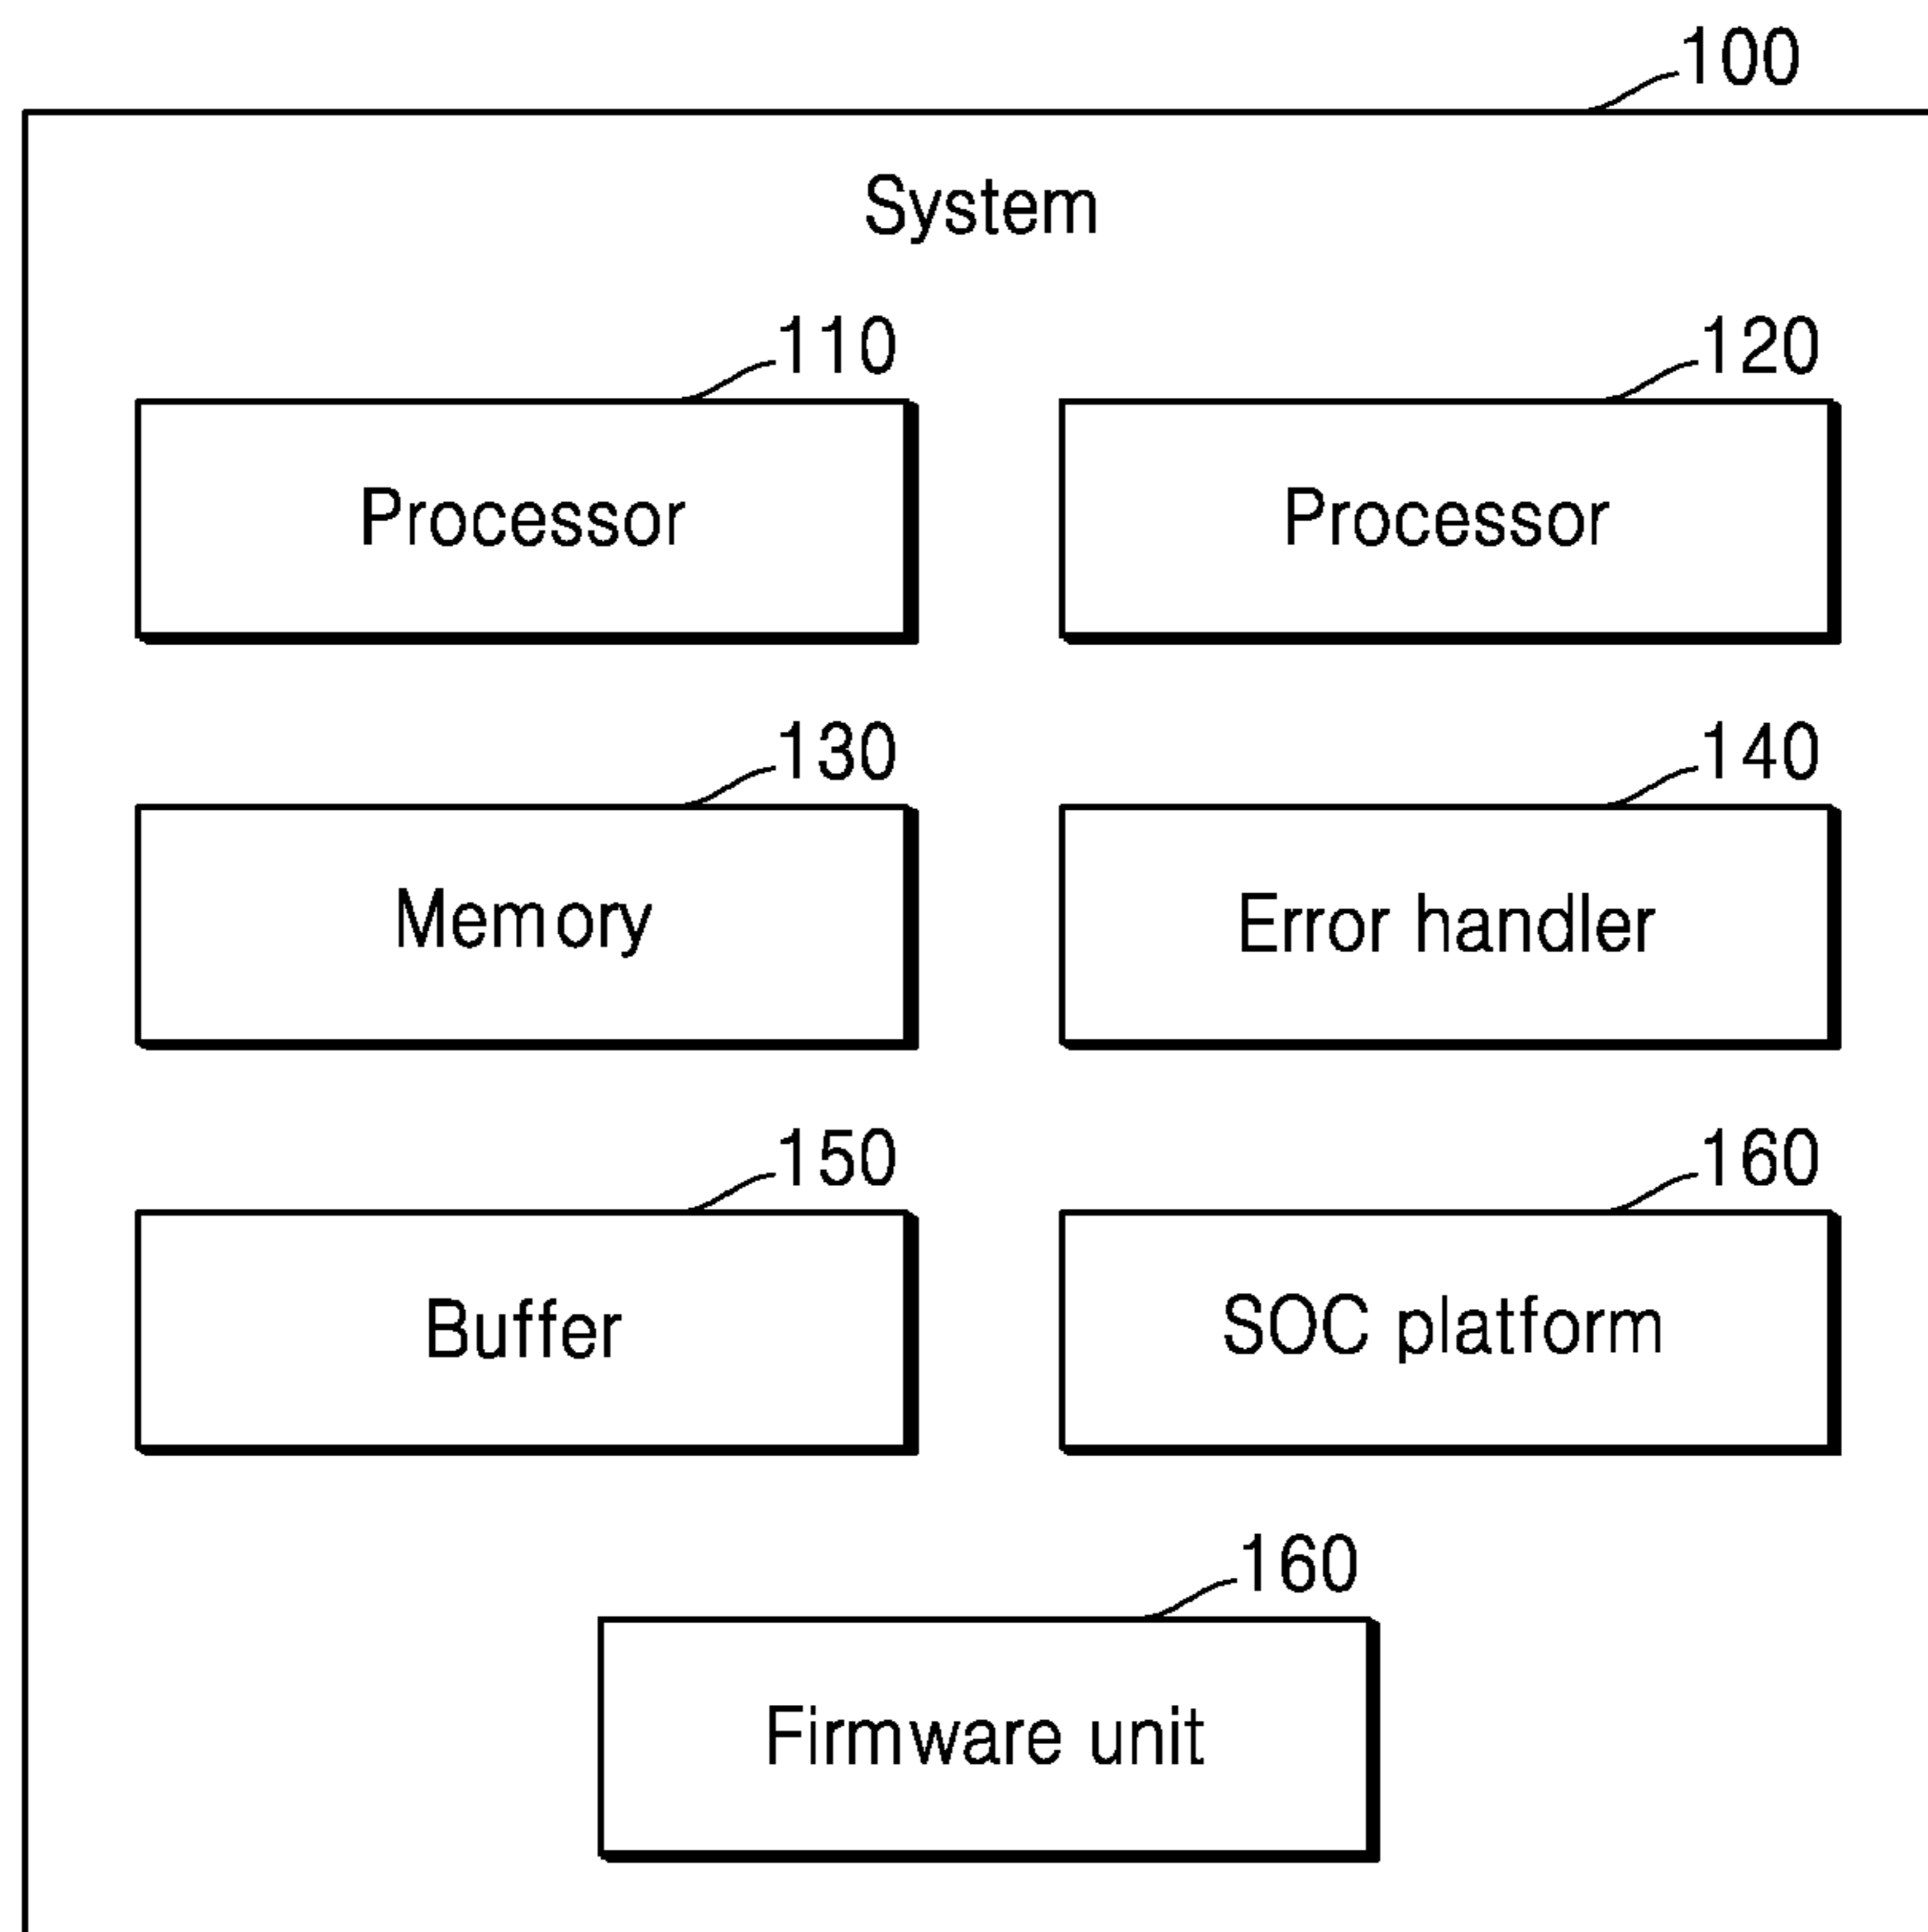 100
System
110
120
Processor
Processor
130
140
Memory
Error handler
150
160
Buffer
SOC platform
160
Firmware unit